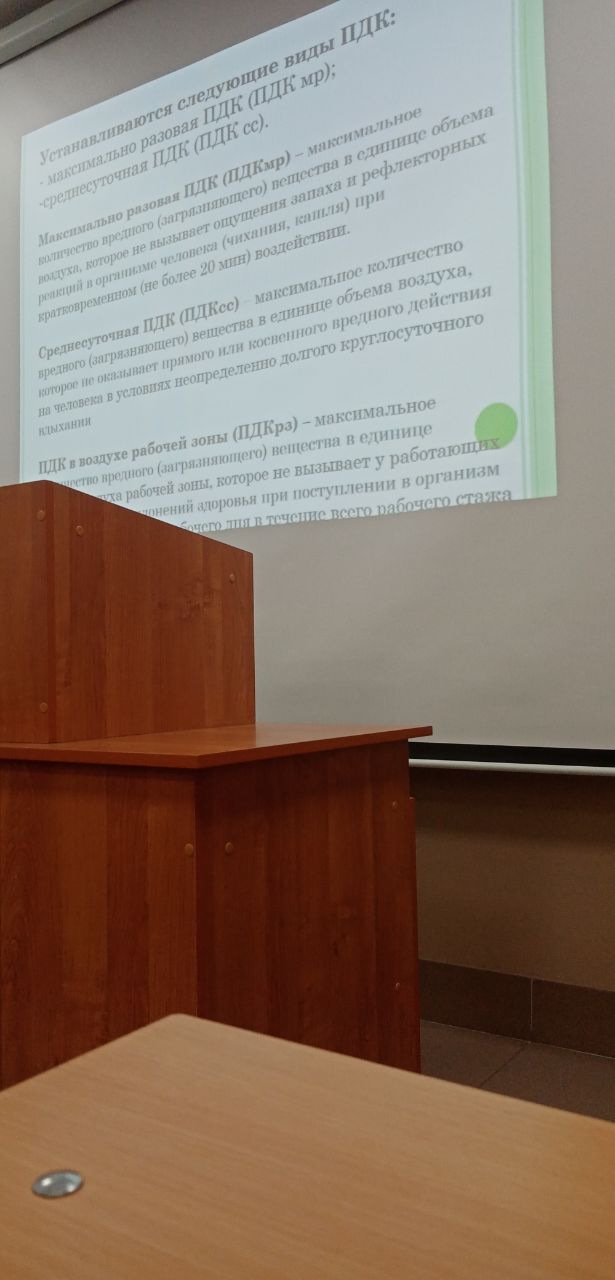 Устанавливаются следующие виды ПДК:
- максимально разовая ПДК (ПДК мр);
-среднесуточная ПДК (ПДК сс).
Максимально разовая ПДК (ПДКмр) – максимальное
количество вредного (загрязняющего) вещества в единице объема
воздуха, которое не вызывает ощущения запаха и рефлекторных
реакций в организме человека (чихания, кашля) при
кратковременном (не более 20 мин) воздействии.
Среднесуточная ПДК (ПДКсс) – максимальное количество
вредного (загрязняющего) вещества в единице объема воздуха,
которое не оказывает прямого или косвенного вредного действия
на человека в условиях неопределенно долгого круглосуточного
вдыхании
ПДК в воздухе рабочей зоны (ПДКрз) – максимальное
вредного (загрязняющего) вещества в единице
рабочей зоны, которое не вызывает у работающих
здоровья при поступлении в организм
дня в течение всего рабочего стажа